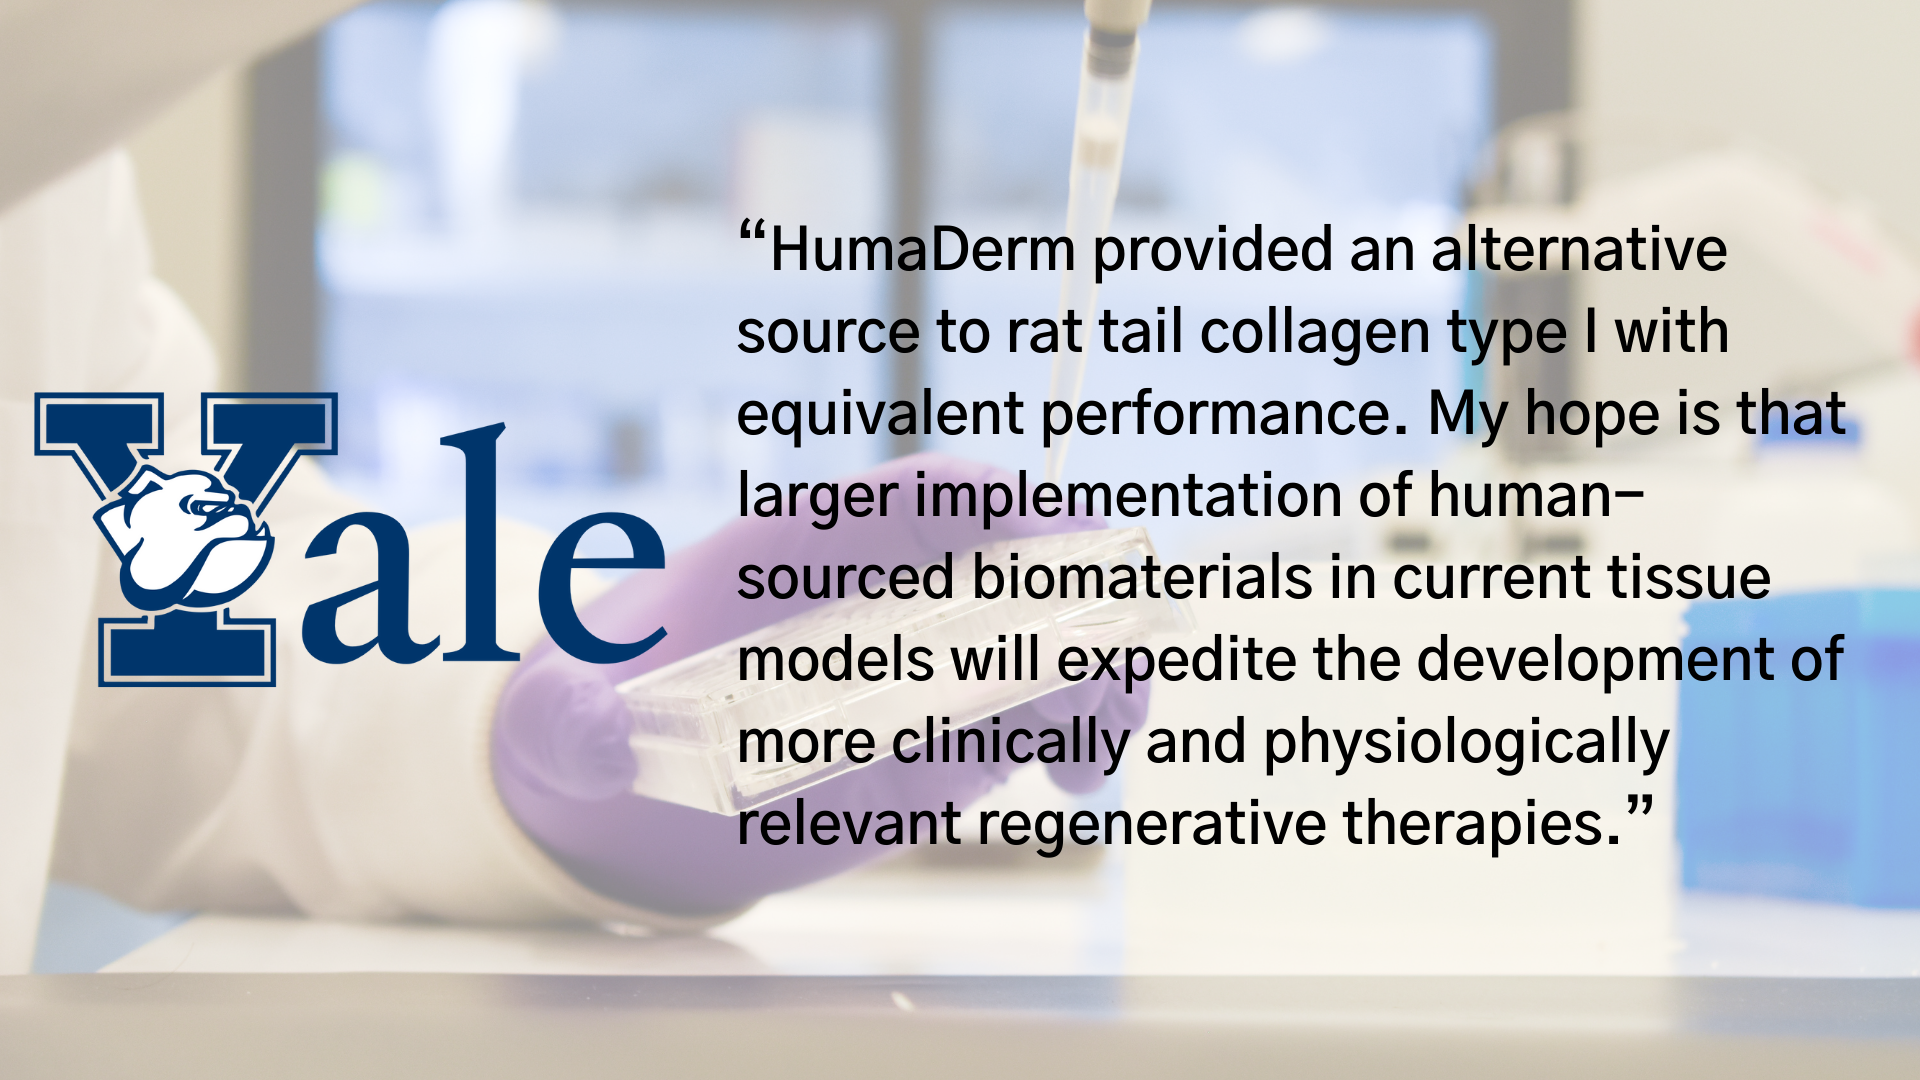 Yale
“HumaDerm provided an alternative
source to rat tail collagen type I with
equivalent performance. My hope is that
larger implementation of human-
sourced biomaterials in current tissue
models will expedite the development of
more clinically and physiologically
relevant regenerative therapies.”